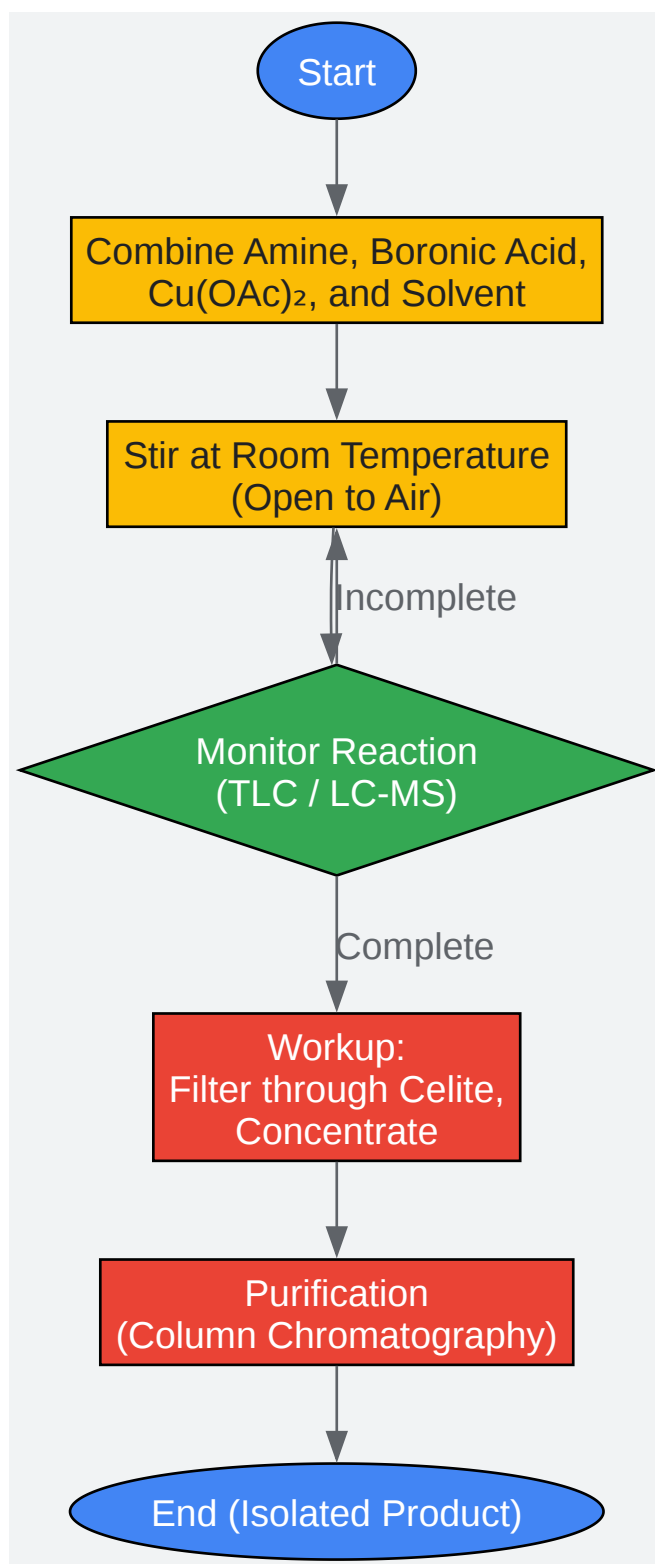 Start
Combine Amine, Boronic Acid,
Cu(OAc)₂, and Solvent
Stir at Room Temperature
(Open to Air)
Incomplete
Monitor Reaction
(TLC / LC-MS)
Complete
Workup:
Filter through Celite,
Concentrate
Purification
(Column Chromatography)
End (Isolated Product)